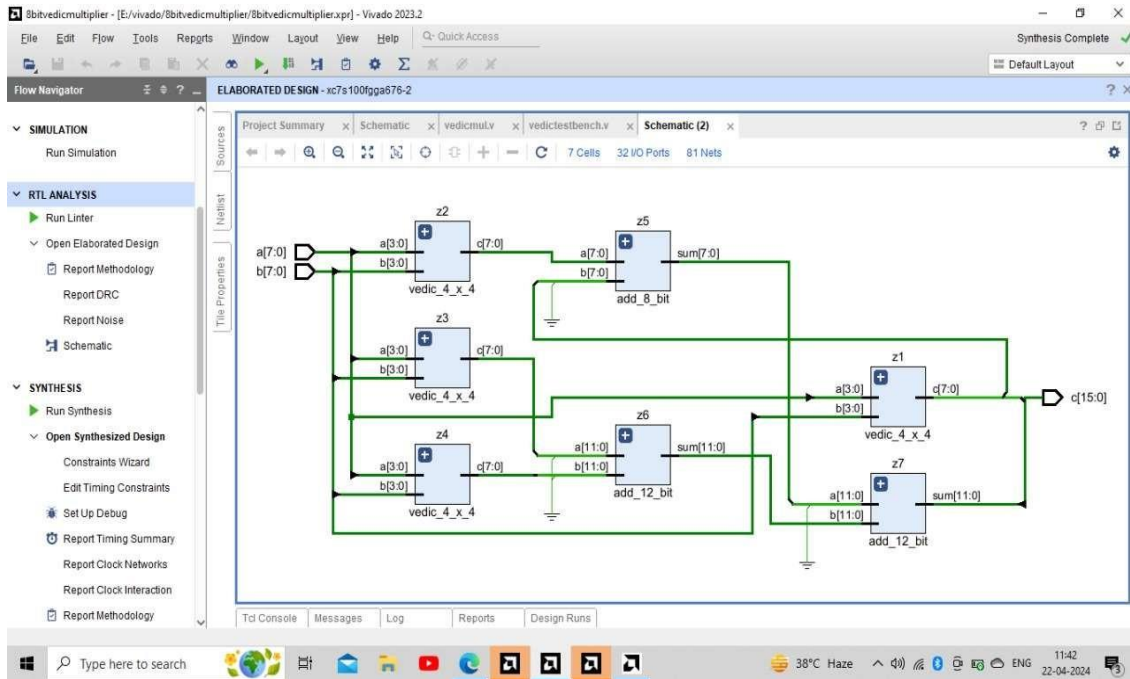 8bitvedicmultiplier - [E:/vivado/8bitvedicmultiplier/8bitvedicmultiplier.xpr] - Vivado 2023.2
File Edit Flow Tools Reports Window Layout View Help Q- Quick Access
Synthesis Complete
Default Layout
Flow Navigator
ELABORATED DESIGN - xc7s100fgga676-2
SIMULATION
Run Simulation
RTL ANALYSIS
Run Linter
Open Elaborated Design
Report Methodology
Report DRC
Report Noise
Schematic
SYNTHESIS
Run Synthesis
Open Synthesized Design
Constraints Wizard
Edit Timing Constraints
Set Up Debug
Report Timing Summary
Report Clock Networks
Report Clock Interaction
Report Methodology
Sources
Netlist
Tile Properties
Project Summary Schematic vedicmul.v vedictestbench.v Schematic (2)
7 Cells 32 I/O Ports 81 Nets
a[7:0]
b[7:0]
z2
a[3:0] c[7:0]
b[3:0]
vedic_4_x_4
z3
a[3:0] c[7:0]
b[3:0]
vedic_4_x_4
z4
a[3:0] c[7:0]
b[3:0]
vedic_4_x_4
z5
a[7:0] sum[7:0]
b[7:0]
add_8_bit
z6
a[11:0] sum[11:0]
b[11:0]
add_12_bit
z1
a[3:0] c[7:0]
b[3:0]
vedic_4_x_4
z7
a[11:0] sum[11:0]
b[11:0]
add_12_bit
c[15:0]
Tcl Console Messages Log Reports Design Runs
Type here to search
38°C Haze
ENG
11:42
22-04-2024
3